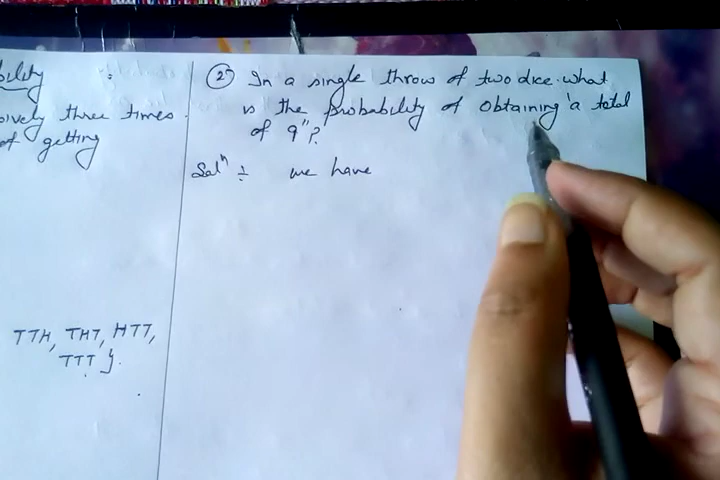 bility :
sively three times.
of getting
TTH, THT, HTT,
TTT }.
② In a single throw of two dice. what
is the probability of obtaining "a total
of 9"?
Solⁿ ÷ we have